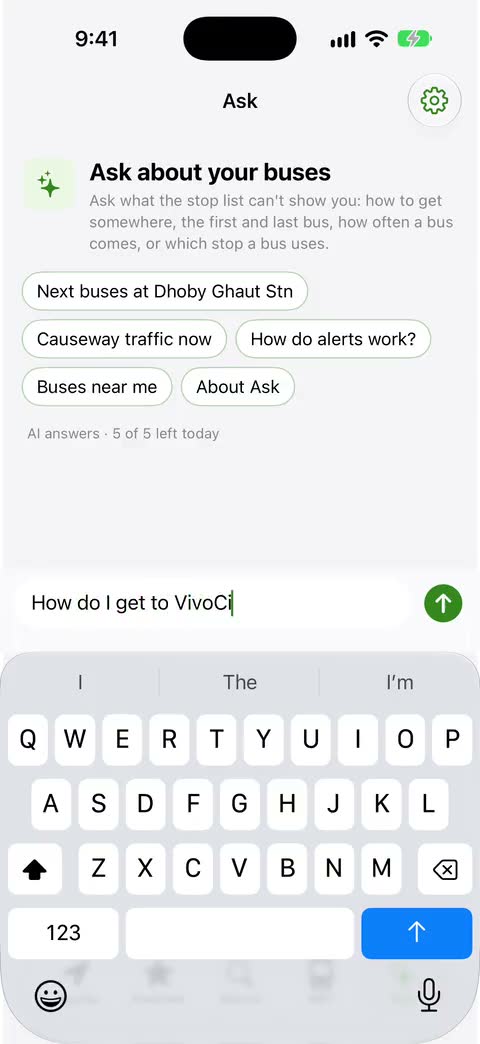 9:41
Ask
Ask about your buses
Ask what the stop list can't show you: how to get
somewhere, the first and last bus, how often a bus
comes, or which stop a bus uses.
Next buses at Dhoby Ghaut Stn
Causeway traffic now
How do alerts work?
Buses near me
About Ask
AI answers · 5 of 5 left today
How do I get to VivoCi
I
The
I'm
Q W E R T Y U I O P
A S D F G H J K L
Z X C V B N M
123